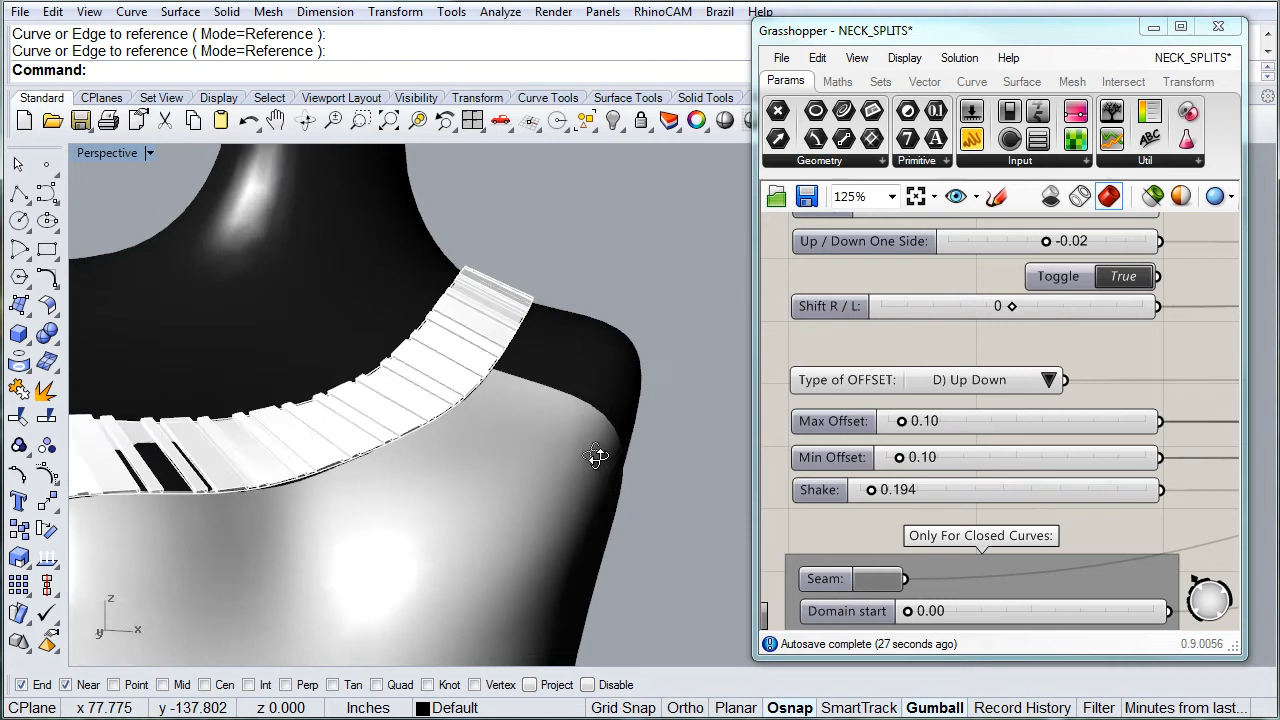 File Edit View Curve Surface Solid Mesh Dimension Transform Tools Analyze Render Panels RhinoCAM Brazil Help
Curve or Edge to reference ( Mode=Reference ):
Curve or Edge to reference ( Mode=Reference ):
Command:
Standard CPlanes Set View Display Select Viewport Layout Visibility Transform Curve Tools Surface Tools Solid Tools
Perspective
z
y x
Grasshopper - NECK_SPLITS*
File Edit View Display Solution Help NECK_SPLITS*
Params Maths Sets Vector Curve Surface Mesh Intersect Transform
Geometry Primitive Input Util
125%
Up / Down One Side: -0.02
Toggle True
Shift R / L: 0
Type of OFFSET: D) Up Down
Max Offset: 0.10
Min Offset: 0.10
Shake: 0.194
Only For Closed Curves:
Seam:
Domain start 0.00
Autosave complete (27 seconds ago) 0.9.0056
End Near Point Mid Cen Int Perp Tan Quad Knot Vertex Project Disable
CPlane x 77.775 y -137.802 z 0.000 Inches Default Grid Snap Ortho Planar Osnap SmartTrack Gumball Record History Filter Minutes from last...